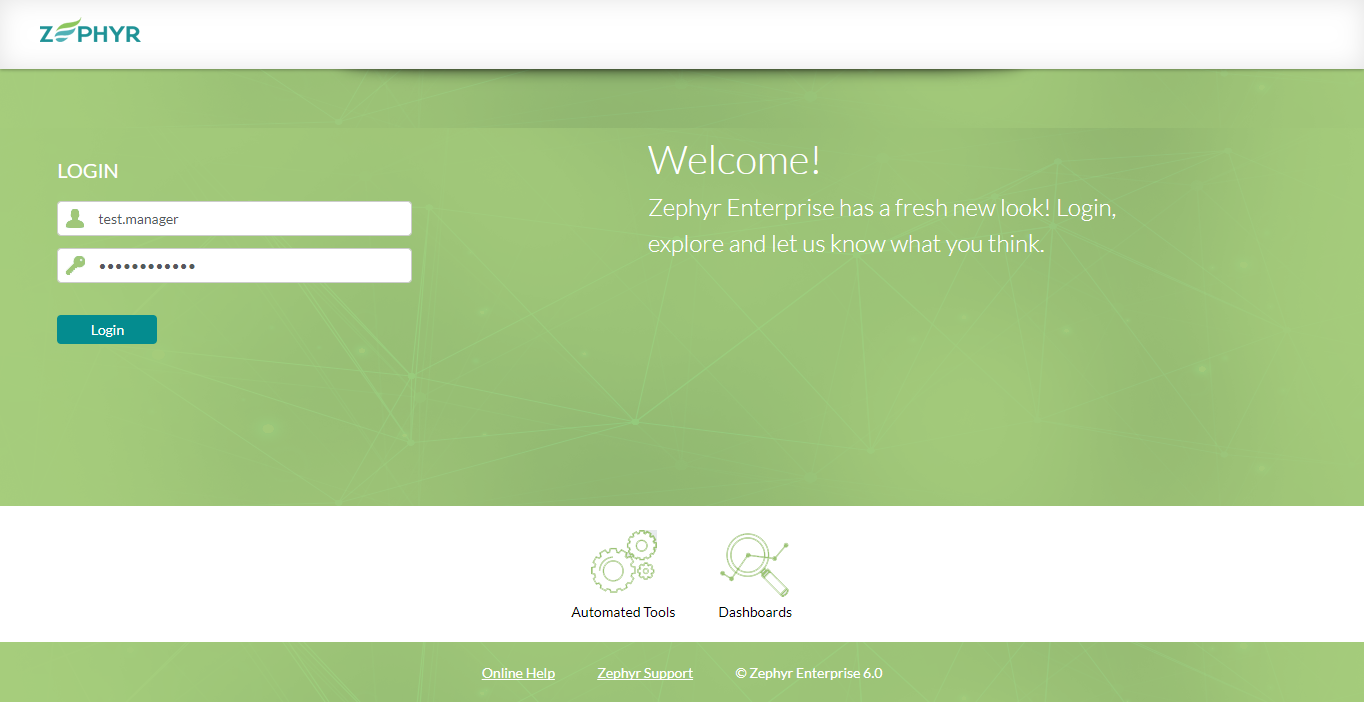 ZEPHYR
LOGIN
test.manager
••••••••••••
Login
Welcome!
Zephyr Enterprise has a fresh new look! Login,
explore and let us know what you think.
Automated Tools
Dashboards
Online Help
Zephyr Support
© Zephyr Enterprise 6.0